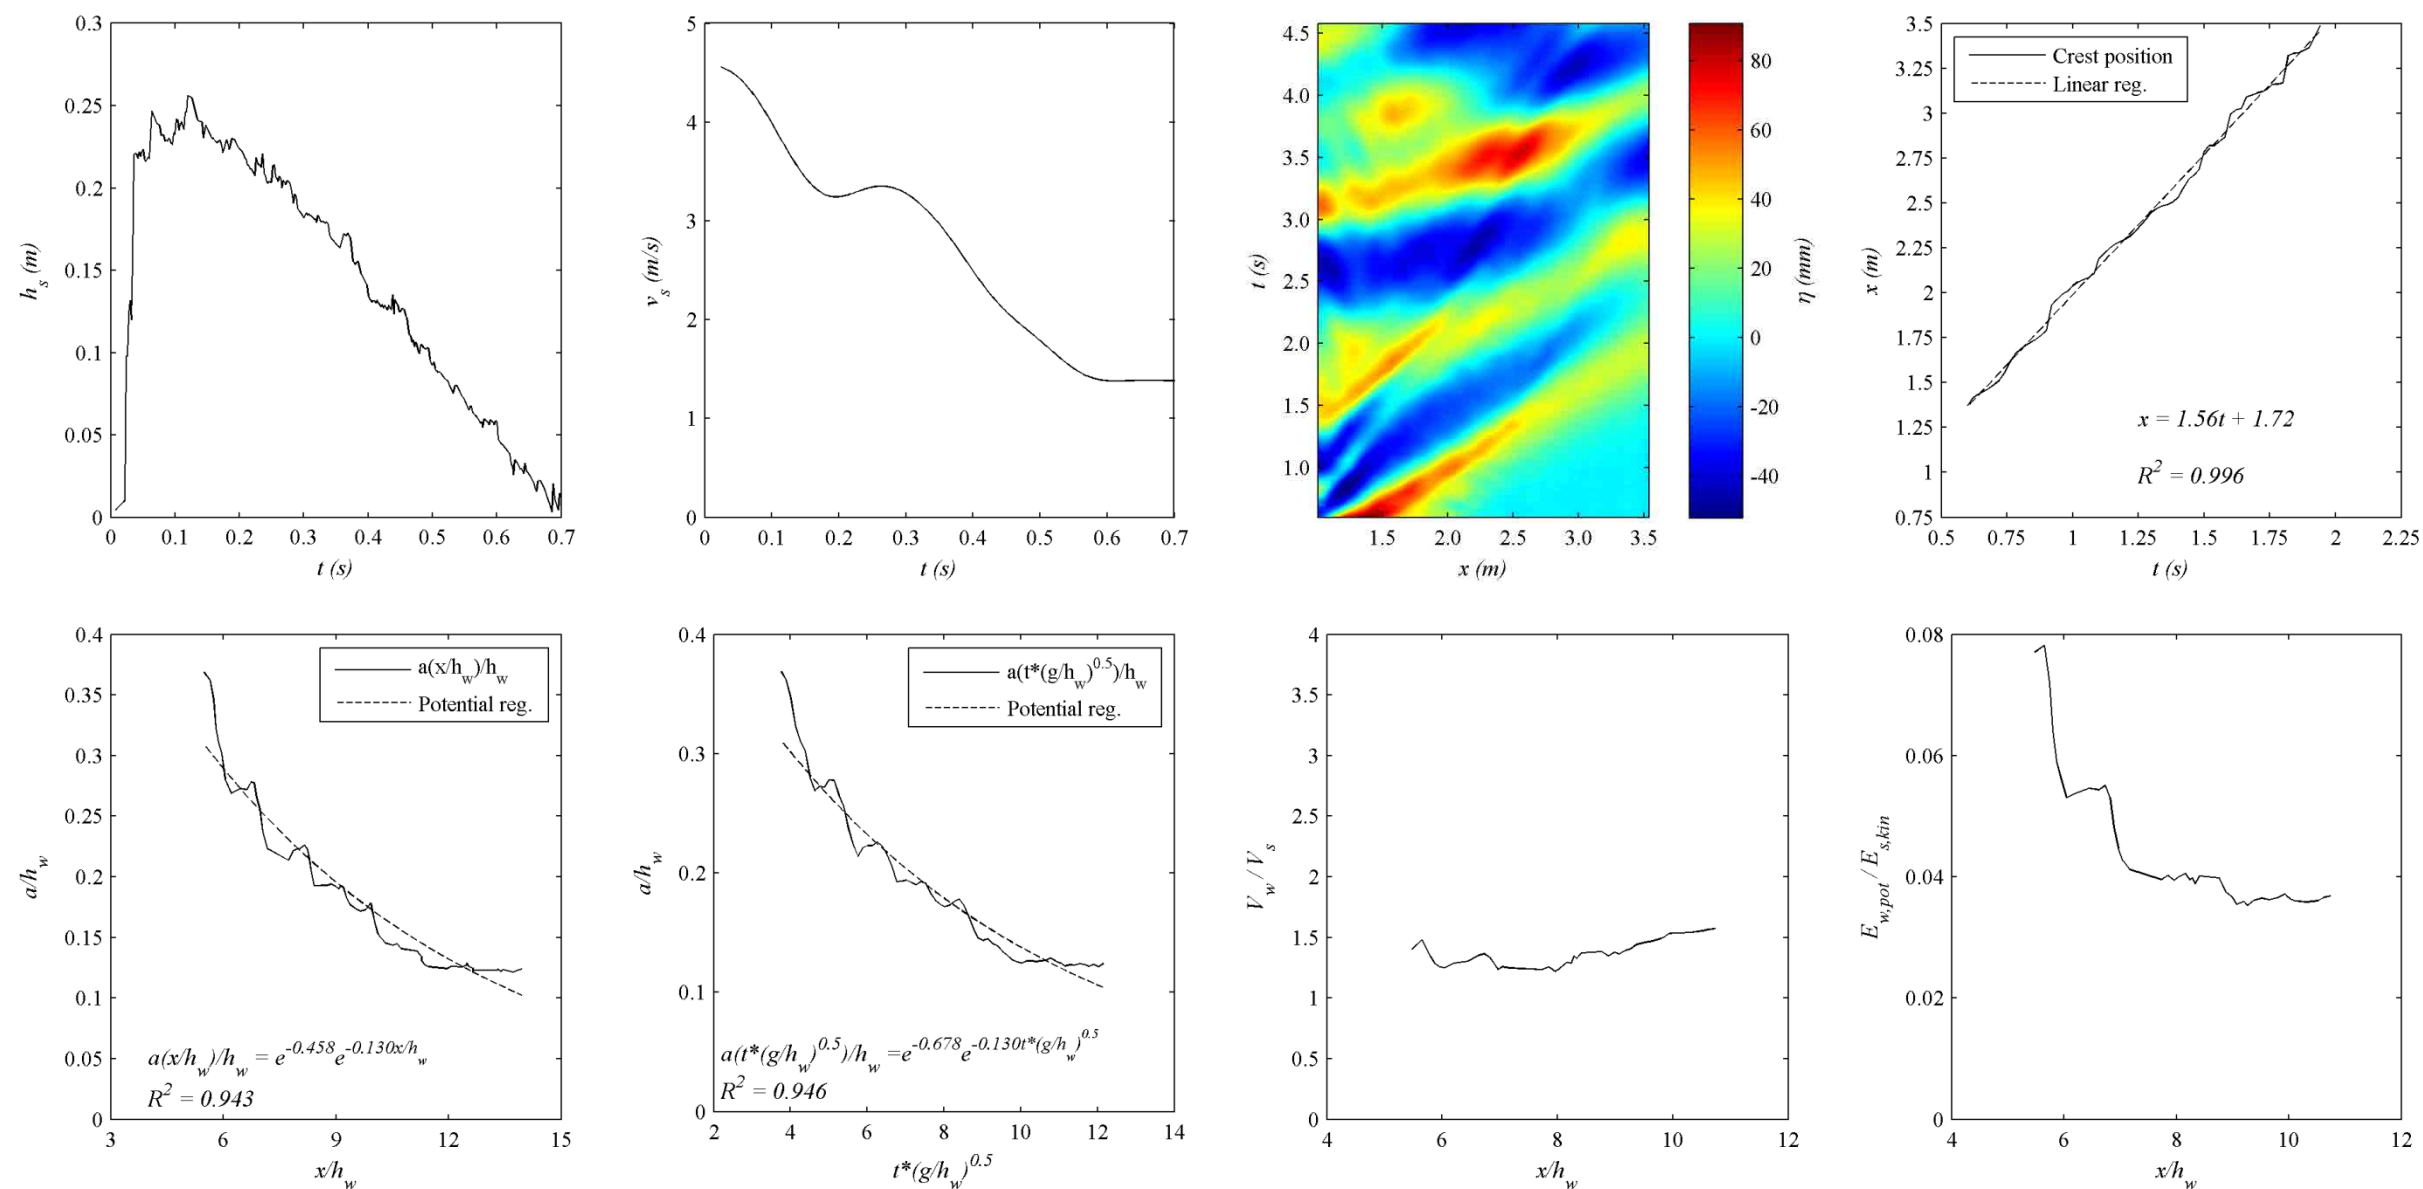 0.3
0.25
0.2
0.15
0.1
0.05
0
h_s (m)
0 0.1 0.2 0.3 0.4 0.5 0.6 0.7
t (s)
5
4
3
2
1
0
v_s (m/s)
0 0.1 0.2 0.3 0.4 0.5 0.6 0.7
t (s)
4.5
4.0
3.5
3.0
2.5
2.0
1.5
1.0
t (s)
1.5 2.0 2.5 3.0 3.5
x (m)
80
60
40
20
0
-20
-40
η (mm)
3.5
3.25
3
2.75
2.5
2.25
2
1.75
1.5
1.25
1
0.75
x (m)
Crest position
Linear reg.
x = 1.56t + 1.72
R^2 = 0.996
0.5 0.75 1 1.25 1.5 1.75 2 2.25
t (s)
0.4
0.35
0.3
0.25
0.2
0.15
0.1
0.05
0
a/h_w
a(x/h_w)/h_w
Potential reg.
a(x/h_w)/h_w = e^-0.458 e^-0.130x/h_w
R^2 = 0.943
3 6 9 12 15
x/h_w
0.4
0.3
0.2
0.1
0
a/h_w
a(t*(g/h_w)^0.5)/h_w
Potential reg.
a(t*(g/h_w)^0.5)/h_w =e^-0.678 e^-0.130t*(g/h_w)^0.5
R^2 = 0.946
2 4 6 8 10 12 14
t*(g/h_w)^0.5
4
3.5
3
2.5
2
1.5
1
0.5
0
V_w / V_s
4 6 8 10 12
x/h_w
0.08
0.06
0.04
0.02
0
E_w,pot / E_s,kin
4 6 8 10 12
x/h_w